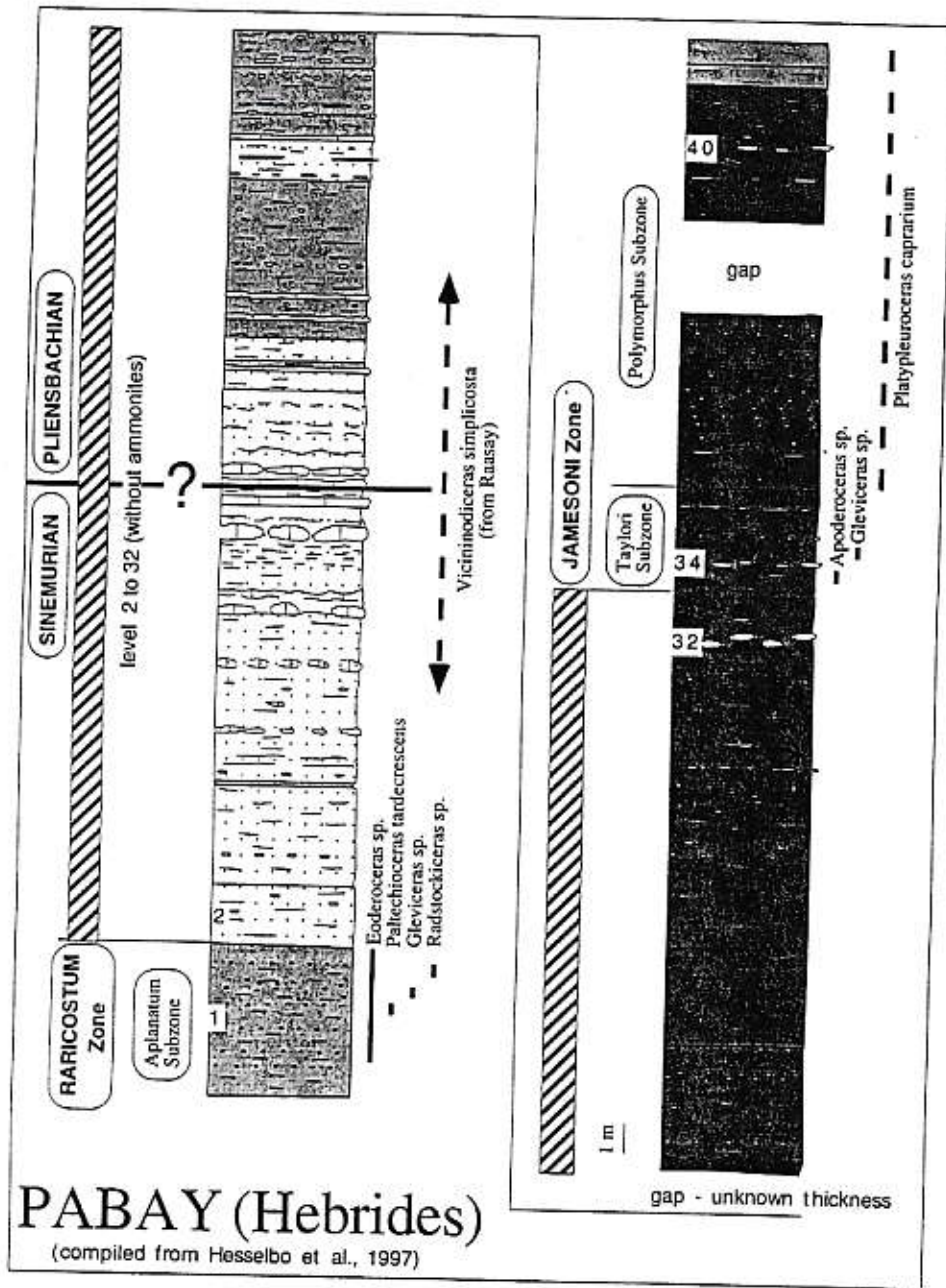 PLIENSBACHIAN
SINEMURIAN
RARICOSTUM
Zone
Aplanatum
Subzone
level 2 to 32 (without ammonites)
?
2
1
Vicininodiceras simplicosta
(from Raasay)
Eoderoceras sp.
Paltechioceras tardecrescens
Gleviceras sp.
Radstockiceras sp.
PABAY (Hebrides)
(compiled from Hesselbo et al., 1997)
JAMESONI Zone
Polymorphus Subzone
Taylori
Subzone
40
gap
34
32
Platypleuroceras caprarium
Apoderoceras sp.
Gleviceras sp.
1 m
gap - unknown thickness